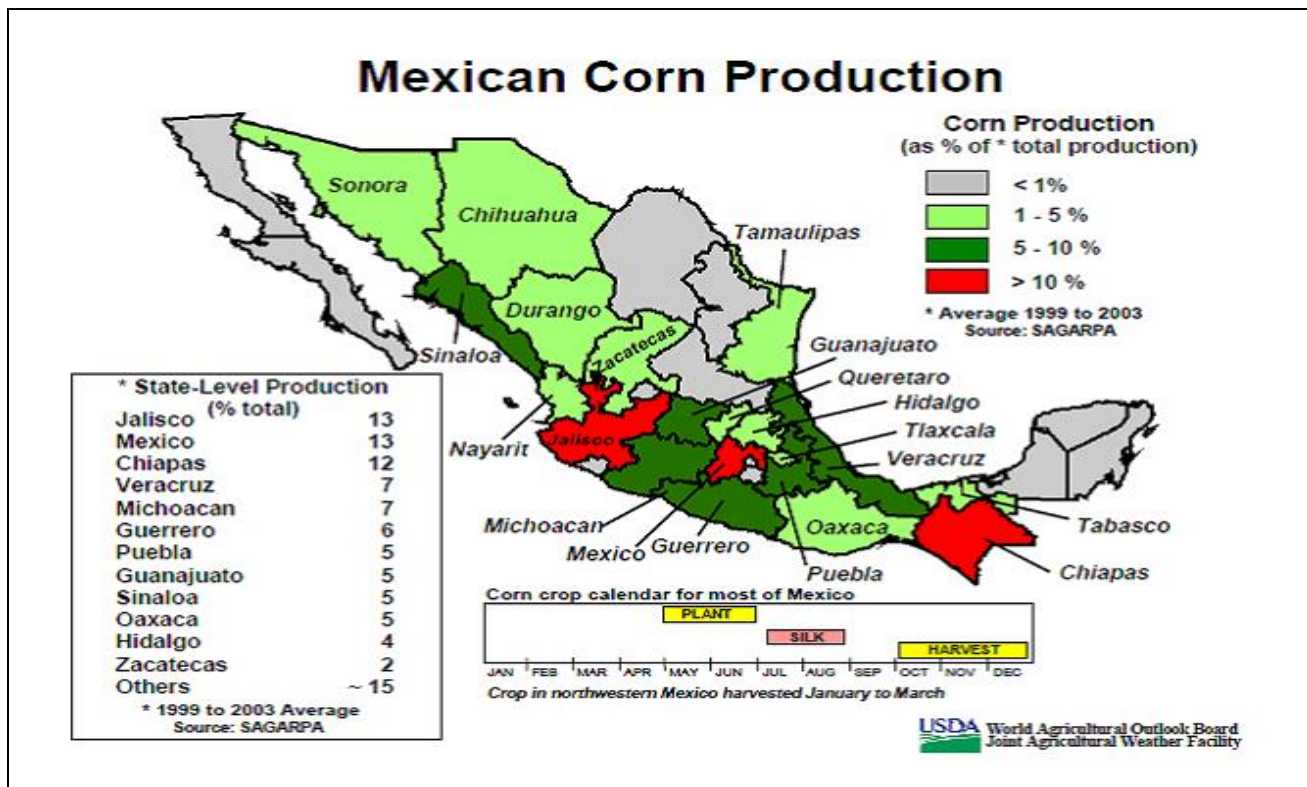 Mexican Corn Production
Corn Production
(as % of * total production)
< 1%
1 - 5 %
5 - 10 %
> 10 %
* Average 1999 to 2003
Source: SAGARPA
Sonora
Chihuahua
Tamaulipas
Durango
Zacatecas
Sinaloa
Guanajuato
Queretaro
Hidalgo
Tlaxcala
Veracruz
Nayarit
Jalisco
Michoacan
Mexico
Guerrero
Oaxaca
Puebla
Tabasco
Chiapas
* State-Level Production
(% total)
Jalisco 13
Mexico 13
Chiapas 12
Veracruz 7
Michoacan 7
Guerrero 6
Puebla 5
Guanajuato 5
Sinaloa 5
Oaxaca 5
Hidalgo 4
Zacatecas 2
Others ~ 15
* 1999 to 2003 Average
Source: SAGARPA
Corn crop calendar for most of Mexico
PLANT
SILK
HARVEST
JAN FEB MAR APR MAY JUN JUL AUG SEP OCT NOV DEC
Crop in northwestern Mexico harvested January to March
USDA World Agricultural Outlook Board
Joint Agricultural Weather Facility